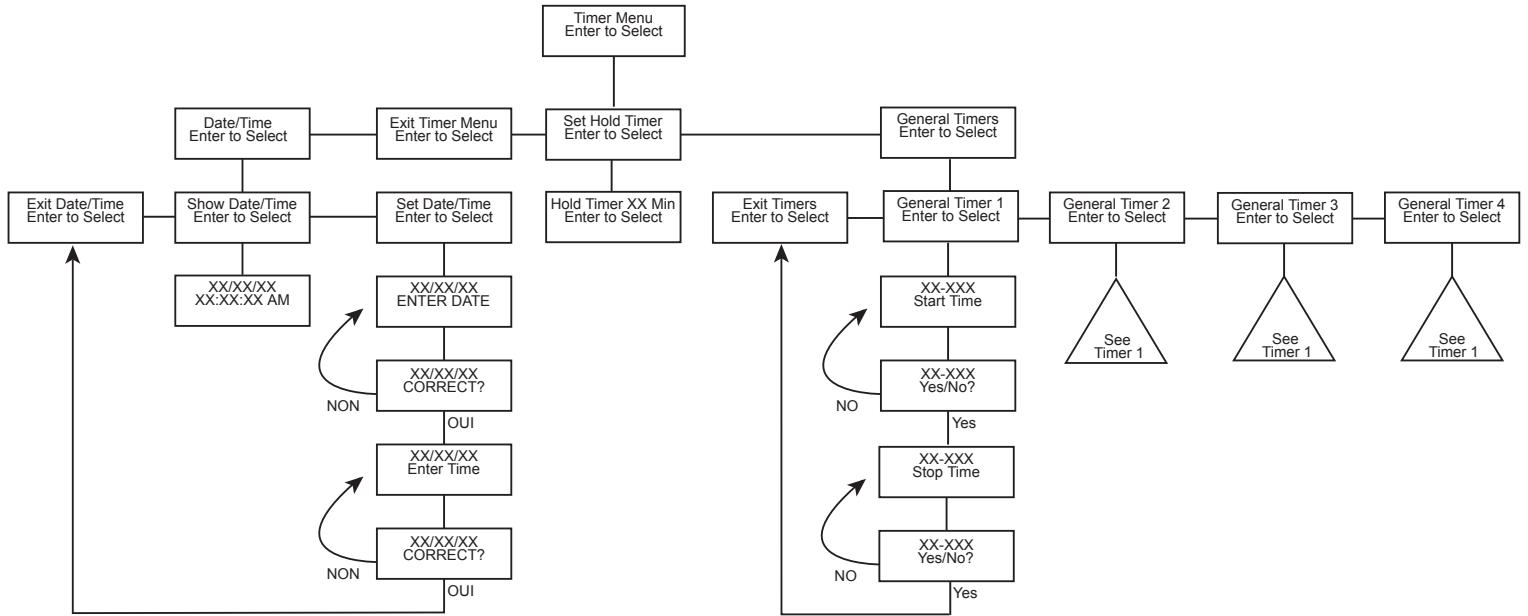 Timer Menu
Enter to Select
Date/Time
Enter to Select
Exit Timer Menu
Enter to Select
Set Hold Timer
Enter to Select
General Timers
Enter to Select
Exit Date/Time
Enter to Select
Show Date/Time
Enter to Select
Set Date/Time
Enter to Select
Hold Timer XX Min
Enter to Select
Exit Timers
Enter to Select
General Timer 1
Enter to Select
General Timer 2
Enter to Select
General Timer 3
Enter to Select
General Timer 4
Enter to Select
XX/XX/XX
XX:XX:XX AM
XX/XX/XX
ENTER DATE
XX-XXX
Start Time
See
Timer 1
See
Timer 1
See
Timer 1
XX/XX/XX
CORRECT?
NON
OUI
XX-XXX
Yes/No?
NO
Yes
XX/XX/XX
Enter Time
XX-XXX
Stop Time
XX/XX/XX
CORRECT?
NON
OUI
XX-XXX
Yes/No?
NO
Yes